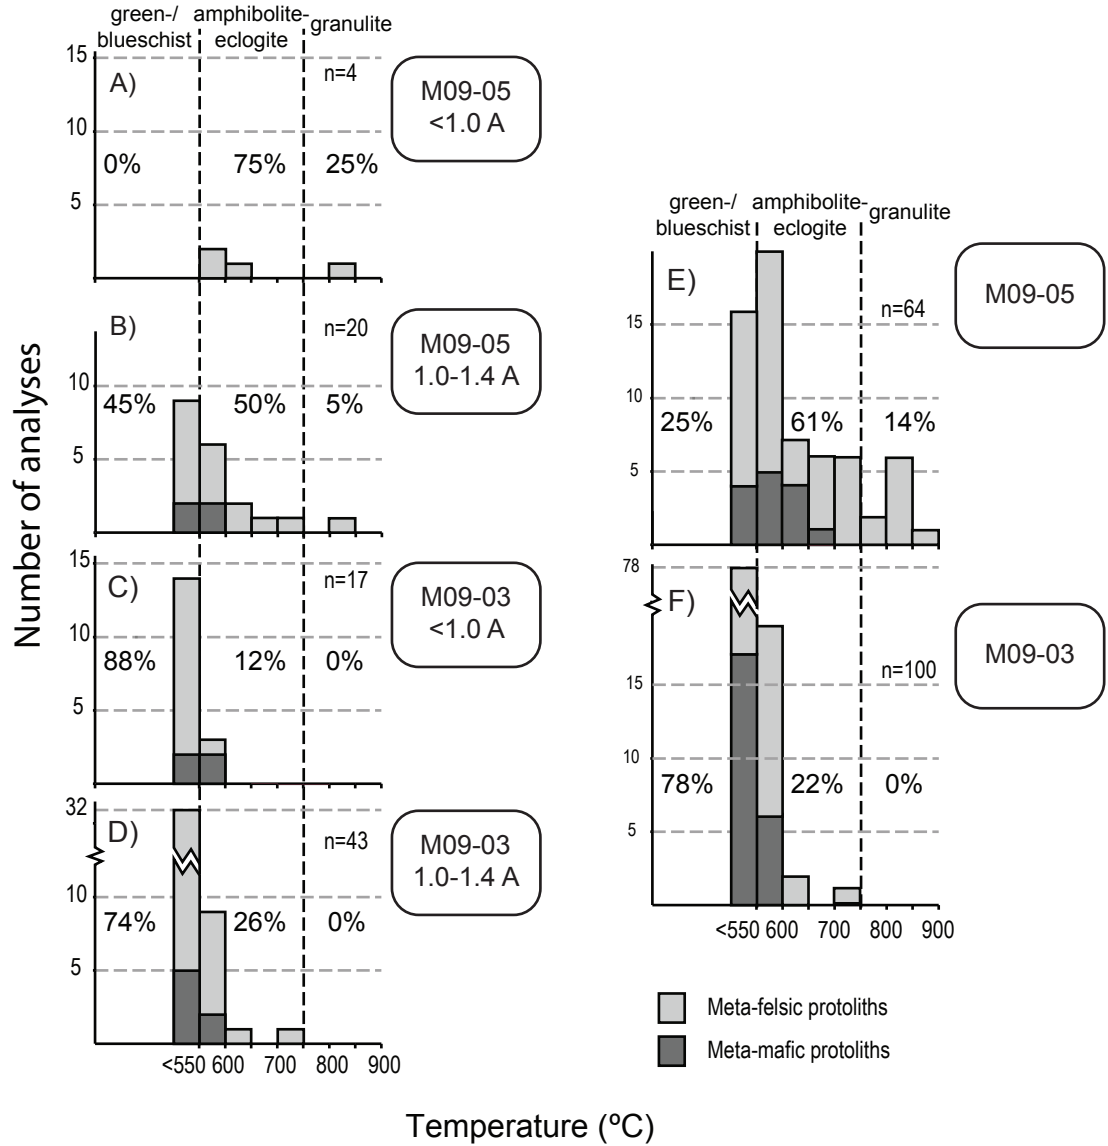 green-/
blueschist
amphibolite-
eclogite
granulite
15
A)
n=4
M09-05
<1.0 A
10
0%
75%
25%
5
B)
n=20
M09-05
1.0-1.4 A
10
45%
50%
5%
5
15
C)
n=17
M09-03
<1.0 A
10
88%
12%
0%
5
32
D)
n=43
M09-03
1.0-1.4 A
10
74%
26%
0%
5
<550 600 700 800 900
green-/
blueschist
amphibolite-
eclogite
granulite
E)
M09-05
n=64
15
10
25%
61%
14%
5
78
F)
M09-03
n=100
15
10
78%
22%
0%
5
<550 600 700 800 900
Meta-felsic protoliths
Meta-mafic protoliths
Number of analyses
Temperature (ºC)